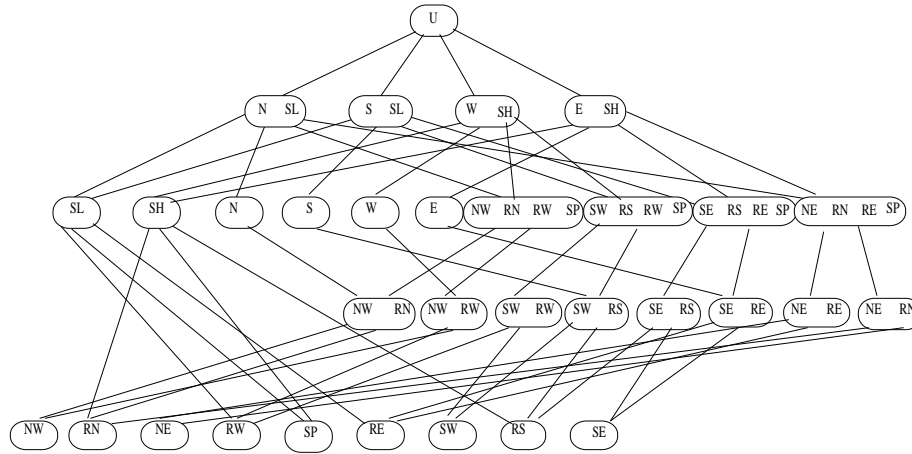 U
N SL S SL W SH E SH
SL SH N S W E NW RN RW SP SW RS RW SP SE RS RE SP NE RN RE SP
NW RN NW RW SW RW SW RS SE RS SE RE NE RE NE RN
NW RN NE RW SP RE SW RS SE